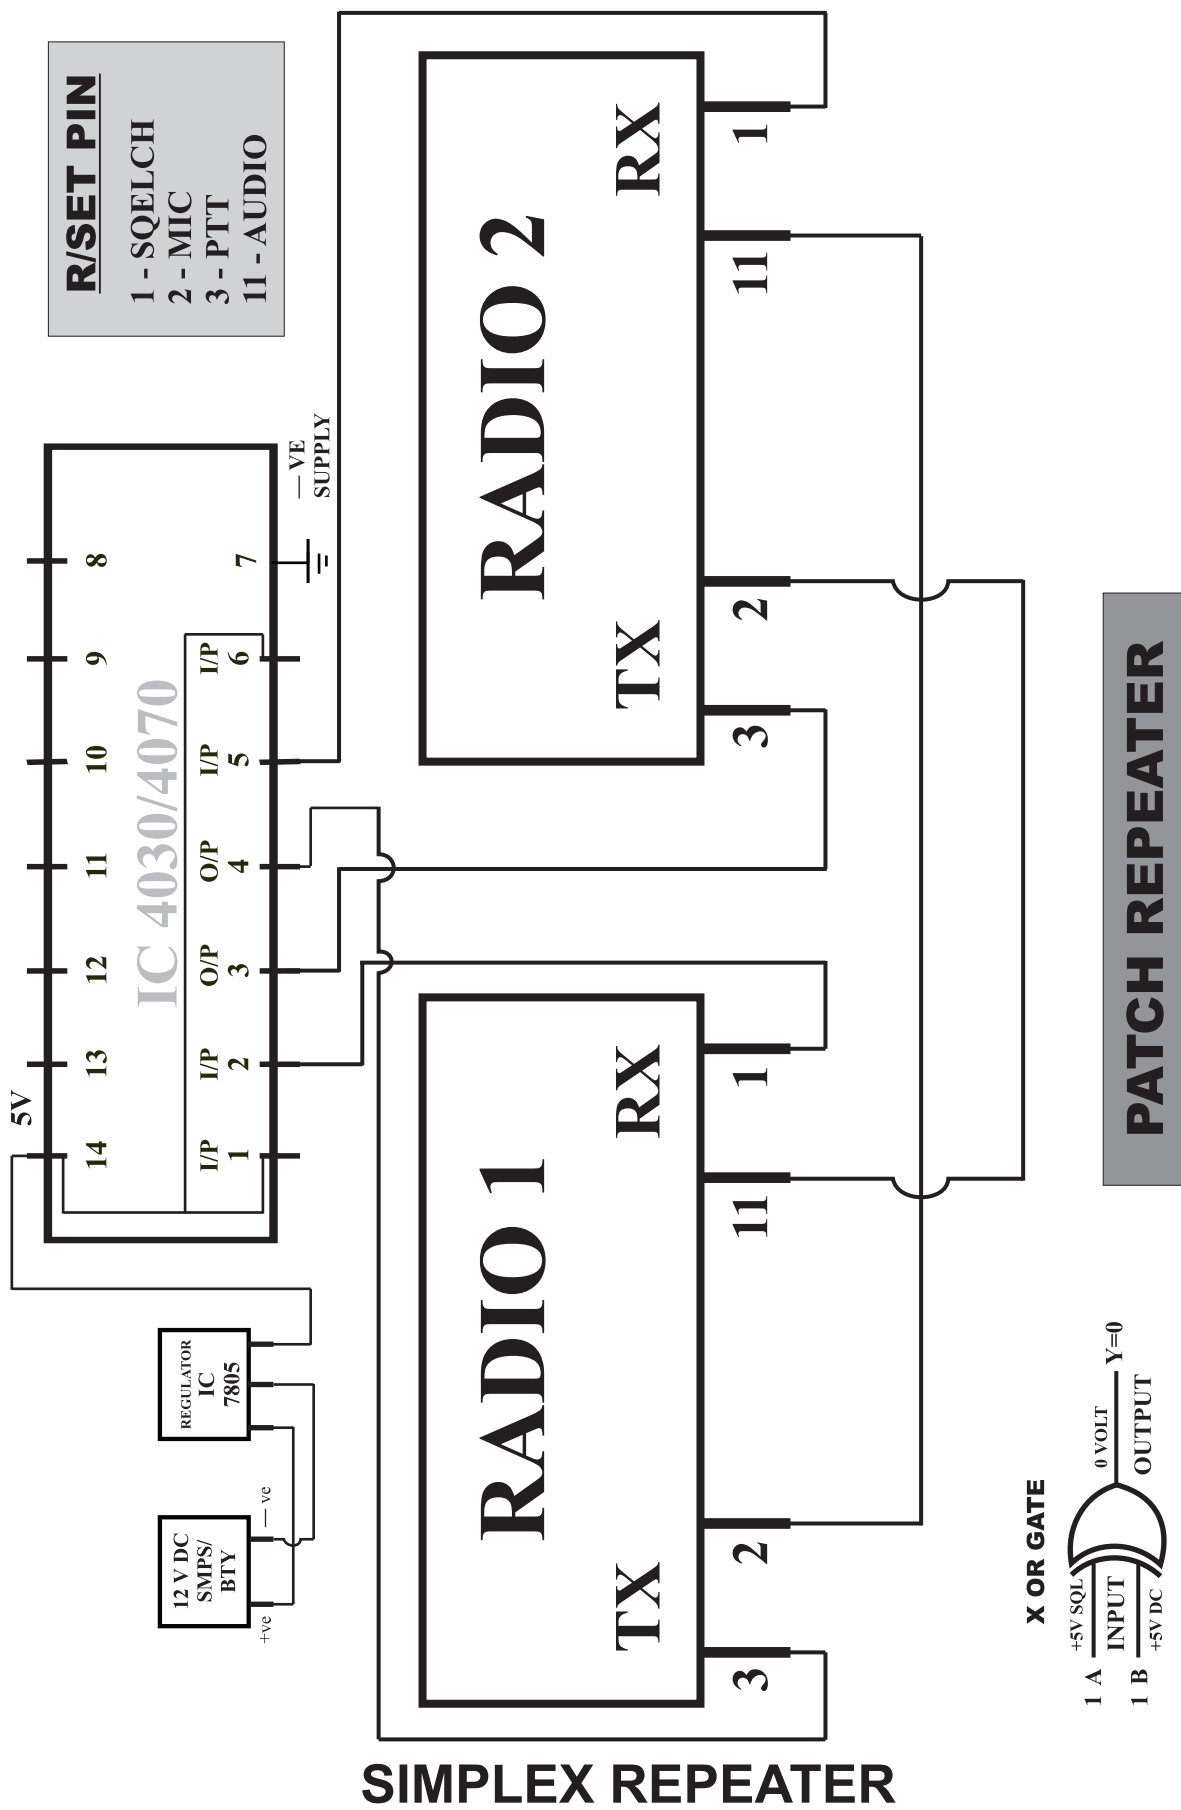 R/SET PIN
1 - SQELCH
2 - MIC
3 - PTT
11 - AUDIO
5V
14 13 12 11 10 9 8
IC 4030/4070
I/P I/P O/P O/P I/P I/P
1 2 3 4 5 6 7
— VE
SUPPLY
12 V DC
SMPS/
BTY
+ve — ve
REGULATOR
IC
7805
RADIO 1
TX RX
3 2 11 1
RADIO 2
TX RX
3 2 11 1
X OR GATE
+5V SQL
1 A
INPUT
1 B
+5V DC
0 VOLT
Y=0
OUTPUT
PATCH REPEATER
SIMPLEX REPEATER